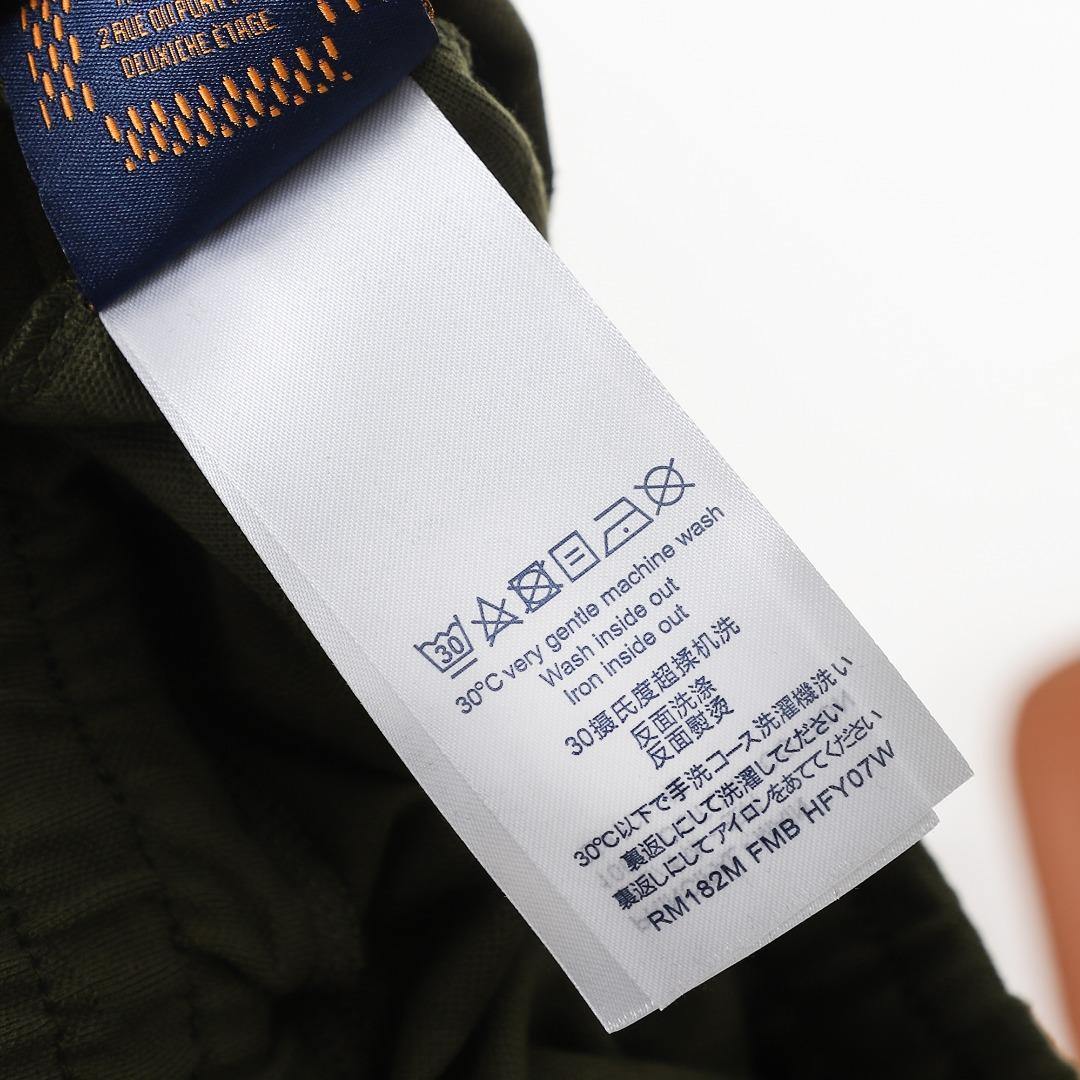 2 RUE DU PONT
DEUXIÈME ÉTAGE
30
30°C very gentle machine wash
Wash inside out
Iron inside out
30摄氏度超揉机洗
反面洗涤
反面熨烫
30℃以下で手洗コース洗濯機洗い
裏返しにして洗濯してください
裏返しにしてアイロンをあててください
RM182M FMB HFY07W